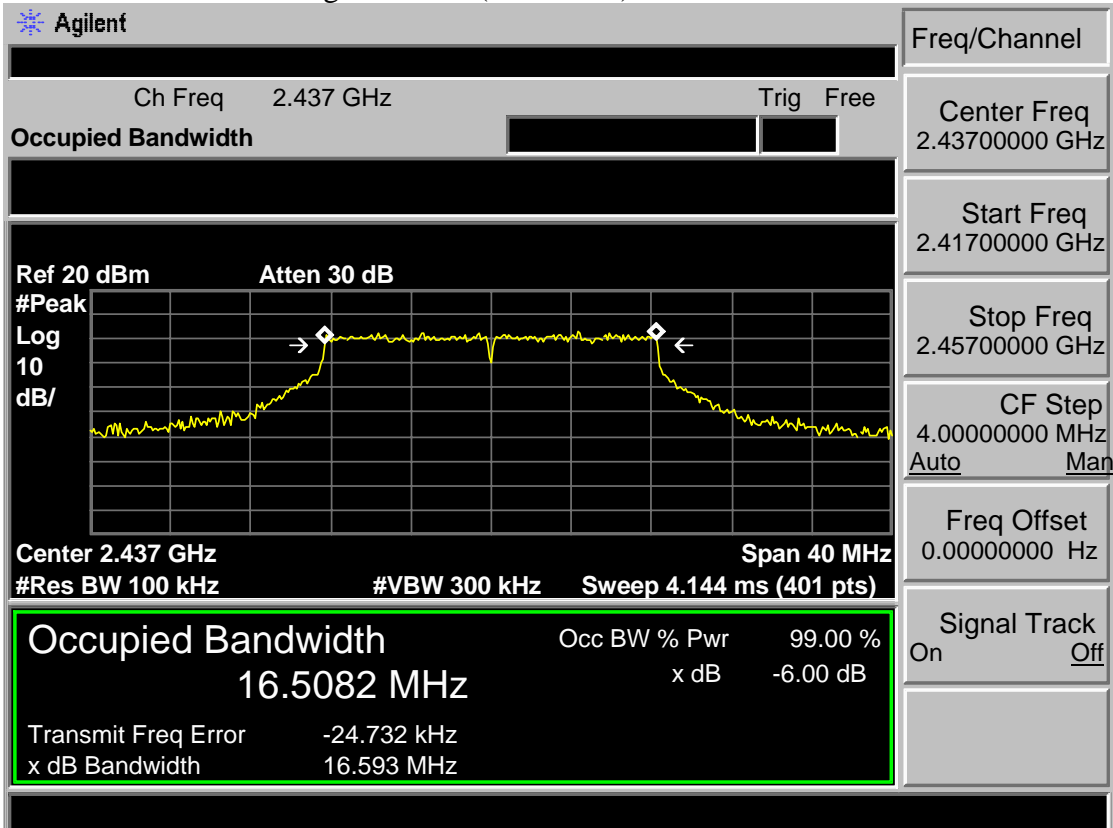 Agilent
Freq/Channel
Ch Freq 2.437 GHz Trig Free
Occupied Bandwidth
Center Freq
2.43700000 GHz
Start Freq
2.41700000 GHz
Ref 20 dBm Atten 30 dB
#Peak
Log
10
dB/
Stop Freq
2.45700000 GHz
CF Step
4.00000000 MHz
Auto Man
Freq Offset
0.00000000 Hz
Center 2.437 GHz Span 40 MHz
#Res BW 100 kHz #VBW 300 kHz Sweep 4.144 ms (401 pts)
Signal Track
On Off
Occupied Bandwidth Occ BW % Pwr 99.00 %
16.5082 MHz x dB -6.00 dB
Transmit Freq Error -24.732 kHz
x dB Bandwidth 16.593 MHz